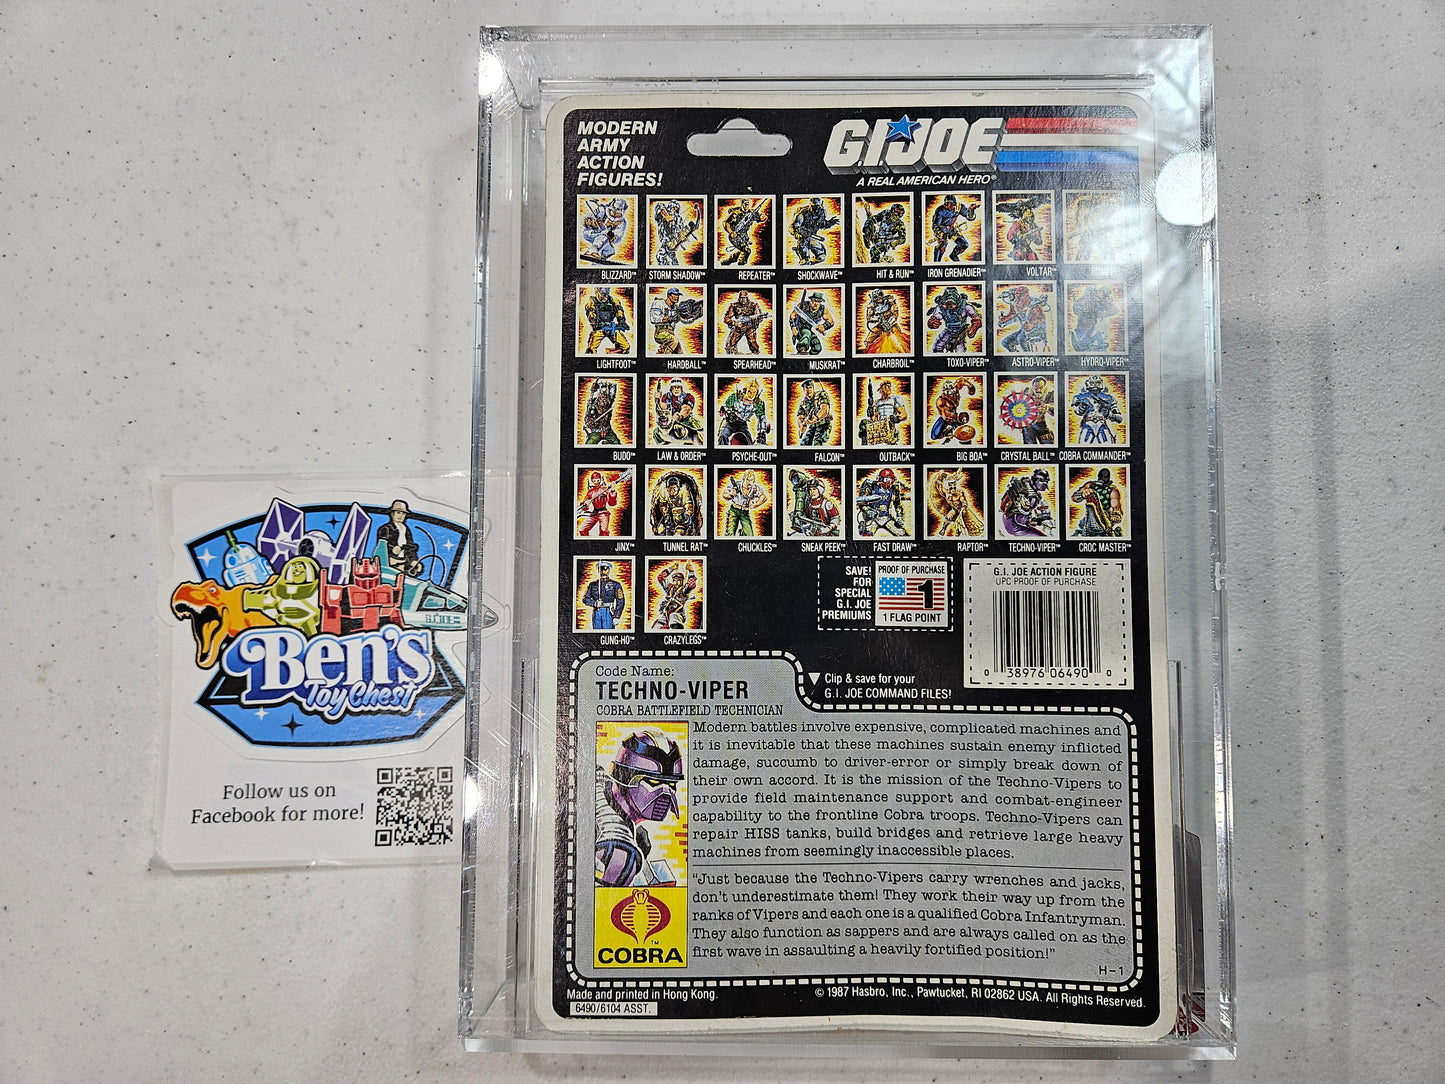 MODERN
ARMY
ACTION
FIGURES!
G.I.JOE
A REAL AMERICAN HERO®
BLIZZARD™ STORM SHADOW™ REPEATER™ SHOCKWAVE™ HIT & RUN™ IRON GRENADIER™ VOLTAR™
LIGHTFOOT™ HARDBALL™ SPEARHEAD™ MUSKRAT™ CHARBROIL™ TOXO-VIPER™ ASTRO-VIPER™ HYDRO-VIPER™
BUDO™ LAW & ORDER™ PSYCHE-OUT™ FALCON™ OUTBACK™ BIG BOA™ CRYSTAL BALL™ COBRA COMMANDER™
JINX™ TUNNEL RAT™ CHUCKLES™ SNEAK PEEK™ FAST DRAW™ RAPTOR™ TECHNO-VIPER™ CROC MASTER™
GUNG-HO™ CRAZYLEGS™
SAVE!
FOR
SPECIAL
G.I. JOE
PREMIUMS
PROOF OF PURCHASE
1
1 FLAG POINT
G.I. JOE ACTION FIGURE
UPC PROOF OF PURCHASE
0 38976 06490 0
Clip & save for your
G.I. JOE COMMAND FILES!
Code Name:
TECHNO-VIPER
COBRA BATTLEFIELD TECHNICIAN
Modern battles involve expensive, complicated machines and
it is inevitable that these machines sustain enemy inflicted
damage, succumb to driver-error or simply break down of
their own accord. It is the mission of the Techno-Vipers to
provide field maintenance support and combat-engineer
capability to the frontline Cobra troops. Techno-Vipers can
repair HISS tanks, build bridges and retrieve large heavy
machines from seemingly inaccessible places.
"Just because the Techno-Vipers carry wrenches and jacks,
don't underestimate them! They work their way up from the
ranks of Vipers and each one is a qualified Cobra Infantryman.
They also function as sappers and are always called on as the
first wave in assaulting a heavily fortified position!"
H-1
™
COBRA
Made and printed in Hong Kong.
© 1987 Hasbro, Inc., Pawtucket, RI 02862 USA. All Rights Reserved.
6490/6104 ASST.
G.I.JOE
Ben's
Toy Chest
Follow us on
Facebook for more!